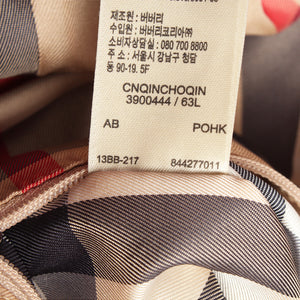 제조원 : 버버리
수입원 : 버버리코리아㈜
소비자상담실 : 080 700 8800
주소 : 서울시 강남구 청담
동 90-19. 5F
CNQINCHOQIN
3900444 / 63L
AB POHK
13BB-217 844277011